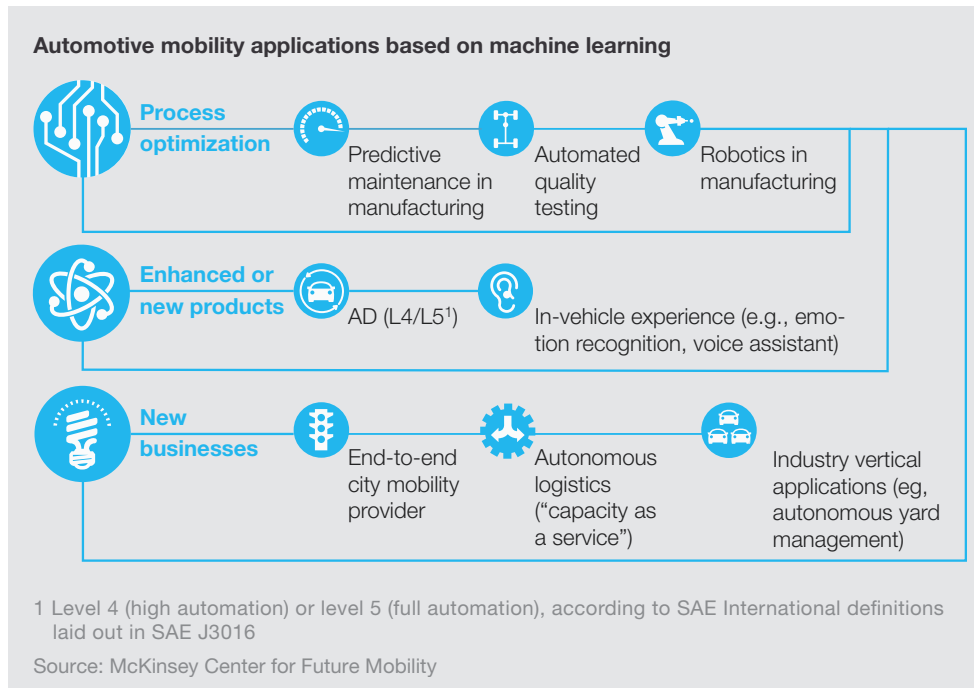 Automotive mobility applications based on machine learning
Process
optimization
Predictive
maintenance in
manufacturing
Automated
quality
testing
Robotics in
manufacturing
Enhanced or
new products
AD (L4/L5¹)
In-vehicle experience (e.g., emo-
tion recognition, voice assistant)
New
businesses
End-to-end
city mobility
provider
Autonomous
logistics
(“capacity as
a service”)
Industry vertical
applications (eg,
autonomous yard
management)
1 Level 4 (high automation) or level 5 (full automation), according to SAE International definitions
laid out in SAE J3016
Source: McKinsey Center for Future Mobility